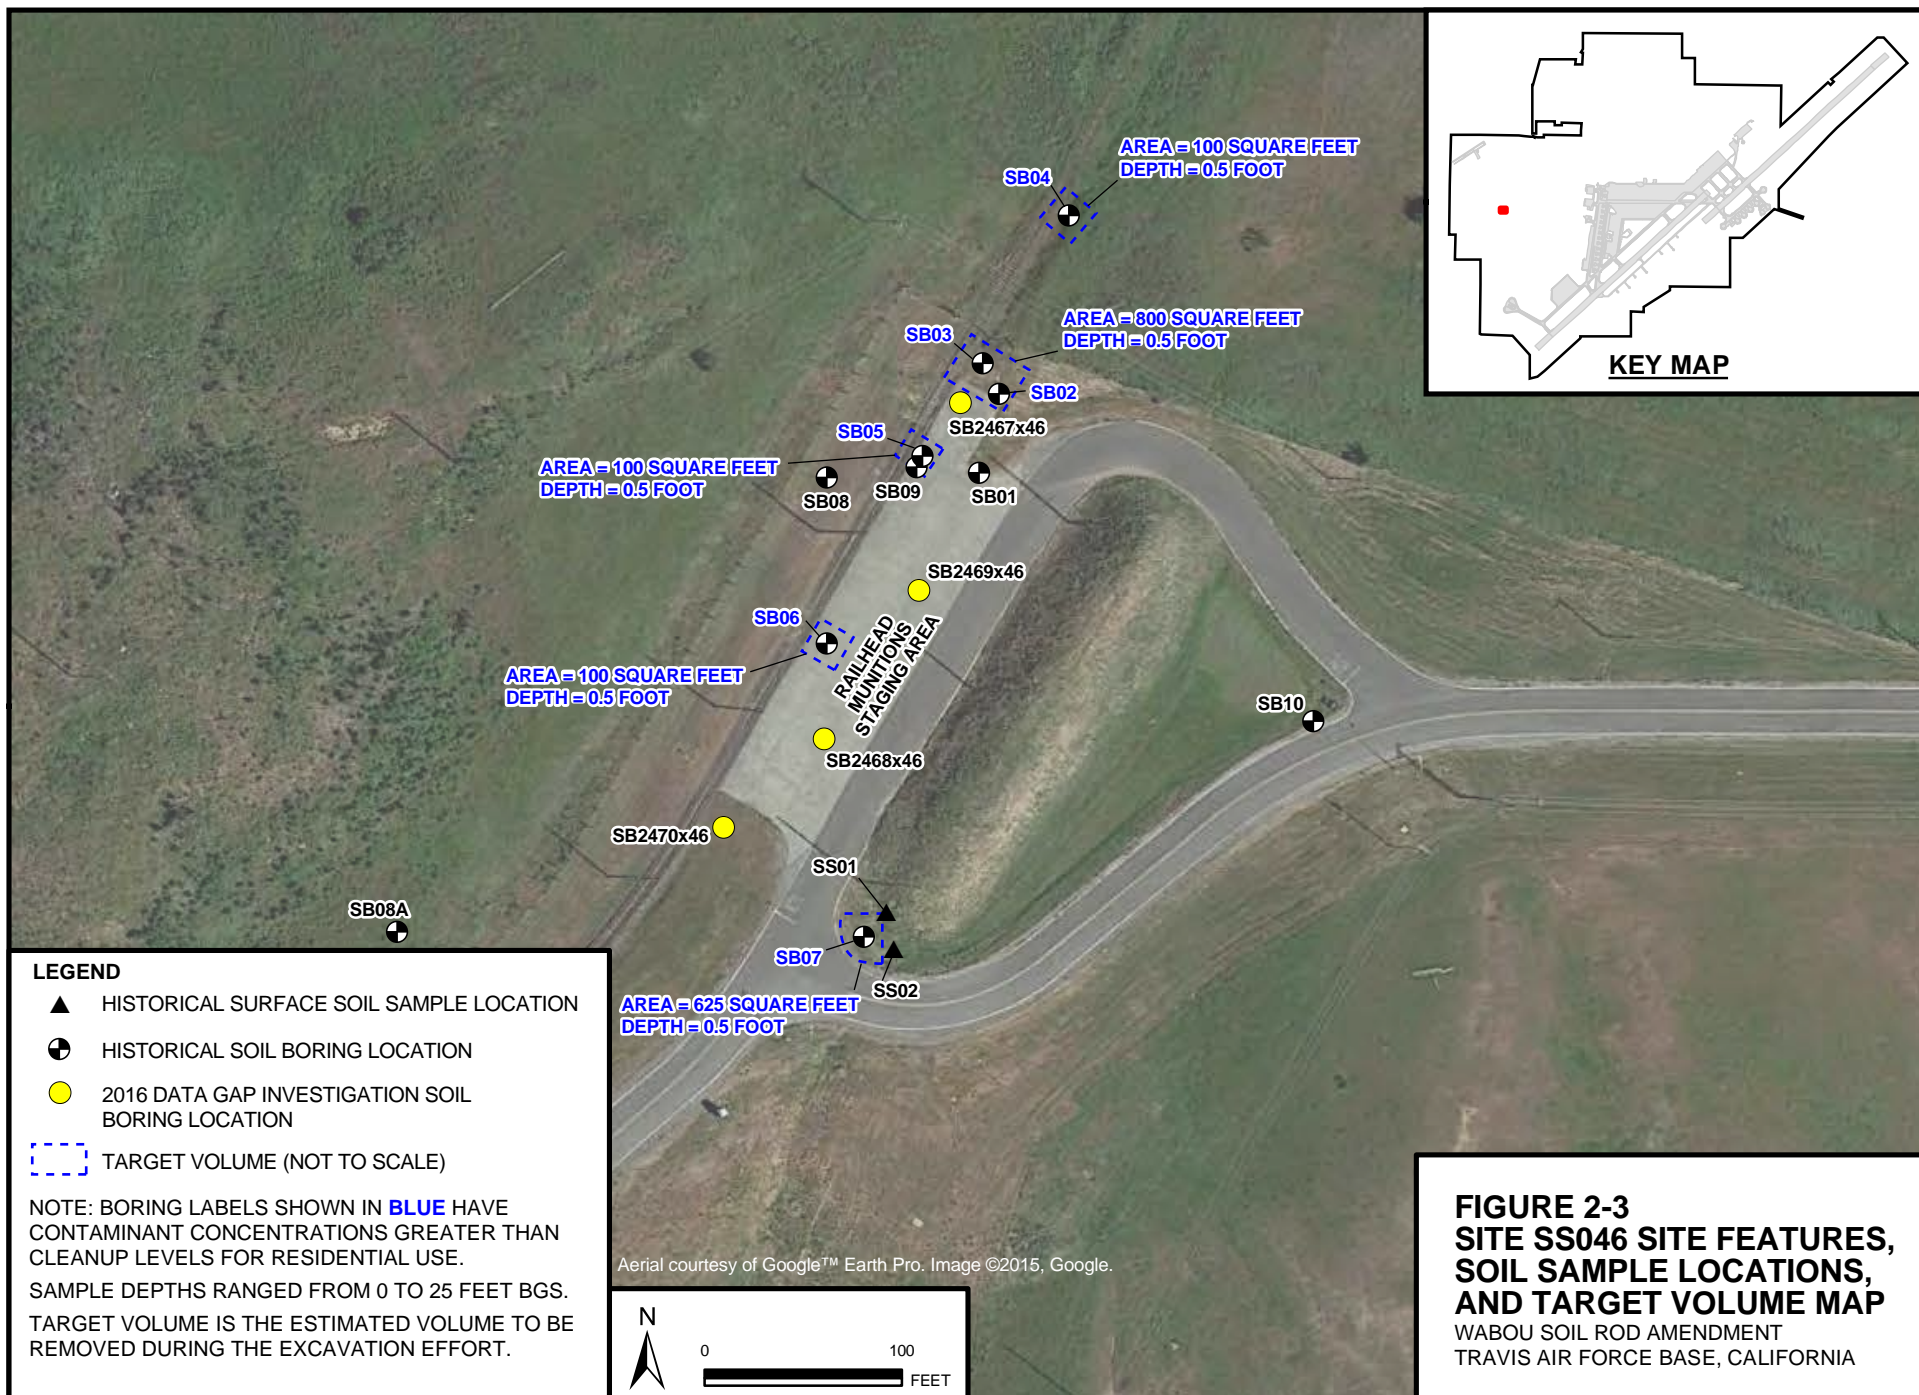 AREA = 100 SQUARE FEET
DEPTH = 0.5 FOOT
SB04
KEY MAP
AREA = 800 SQUARE FEET
DEPTH = 0.5 FOOT
SB03
SB02
SB2467x46
SB05
AREA = 100 SQUARE FEET
DEPTH = 0.5 FOOT
SB08
SB09
SB01
SB2469x46
SB06
RAILHEAD
MUNITIONS
STAGING AREA
AREA = 100 SQUARE FEET
DEPTH = 0.5 FOOT
SB10
SB2468x46
SB2470x46
SS01
SB08A
SB07
SS02
AREA = 625 SQUARE FEET
DEPTH = 0.5 FOOT
LEGEND
HISTORICAL SURFACE SOIL SAMPLE LOCATION
HISTORICAL SOIL BORING LOCATION
2016 DATA GAP INVESTIGATION SOIL
BORING LOCATION
TARGET VOLUME (NOT TO SCALE)
NOTE: BORING LABELS SHOWN IN BLUE HAVE
CONTAMINANT CONCENTRATIONS GREATER THAN
CLEANUP LEVELS FOR RESIDENTIAL USE.
SAMPLE DEPTHS RANGED FROM 0 TO 25 FEET BGS.
TARGET VOLUME IS THE ESTIMATED VOLUME TO BE
REMOVED DURING THE EXCAVATION EFFORT.
Aerial courtesy of Google™ Earth Pro. Image ©2015, Google.
N
0 100
FEET
FIGURE 2-3
SITE SS046 SITE FEATURES,
SOIL SAMPLE LOCATIONS,
AND TARGET VOLUME MAP
WABOU SOIL ROD AMENDMENT
TRAVIS AIR FORCE BASE, CALIFORNIA